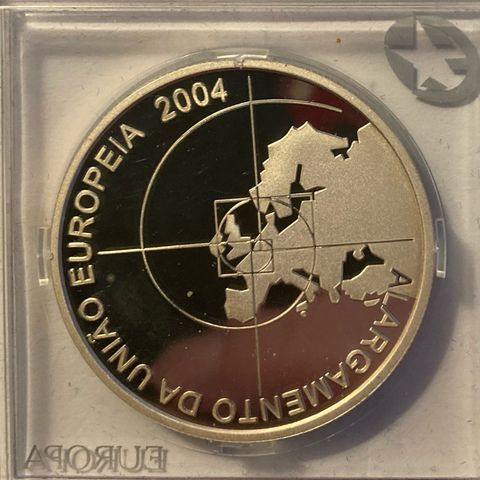 ALARGAMENTO DA UNIÃO EUROPEIA 2004
EUROPA